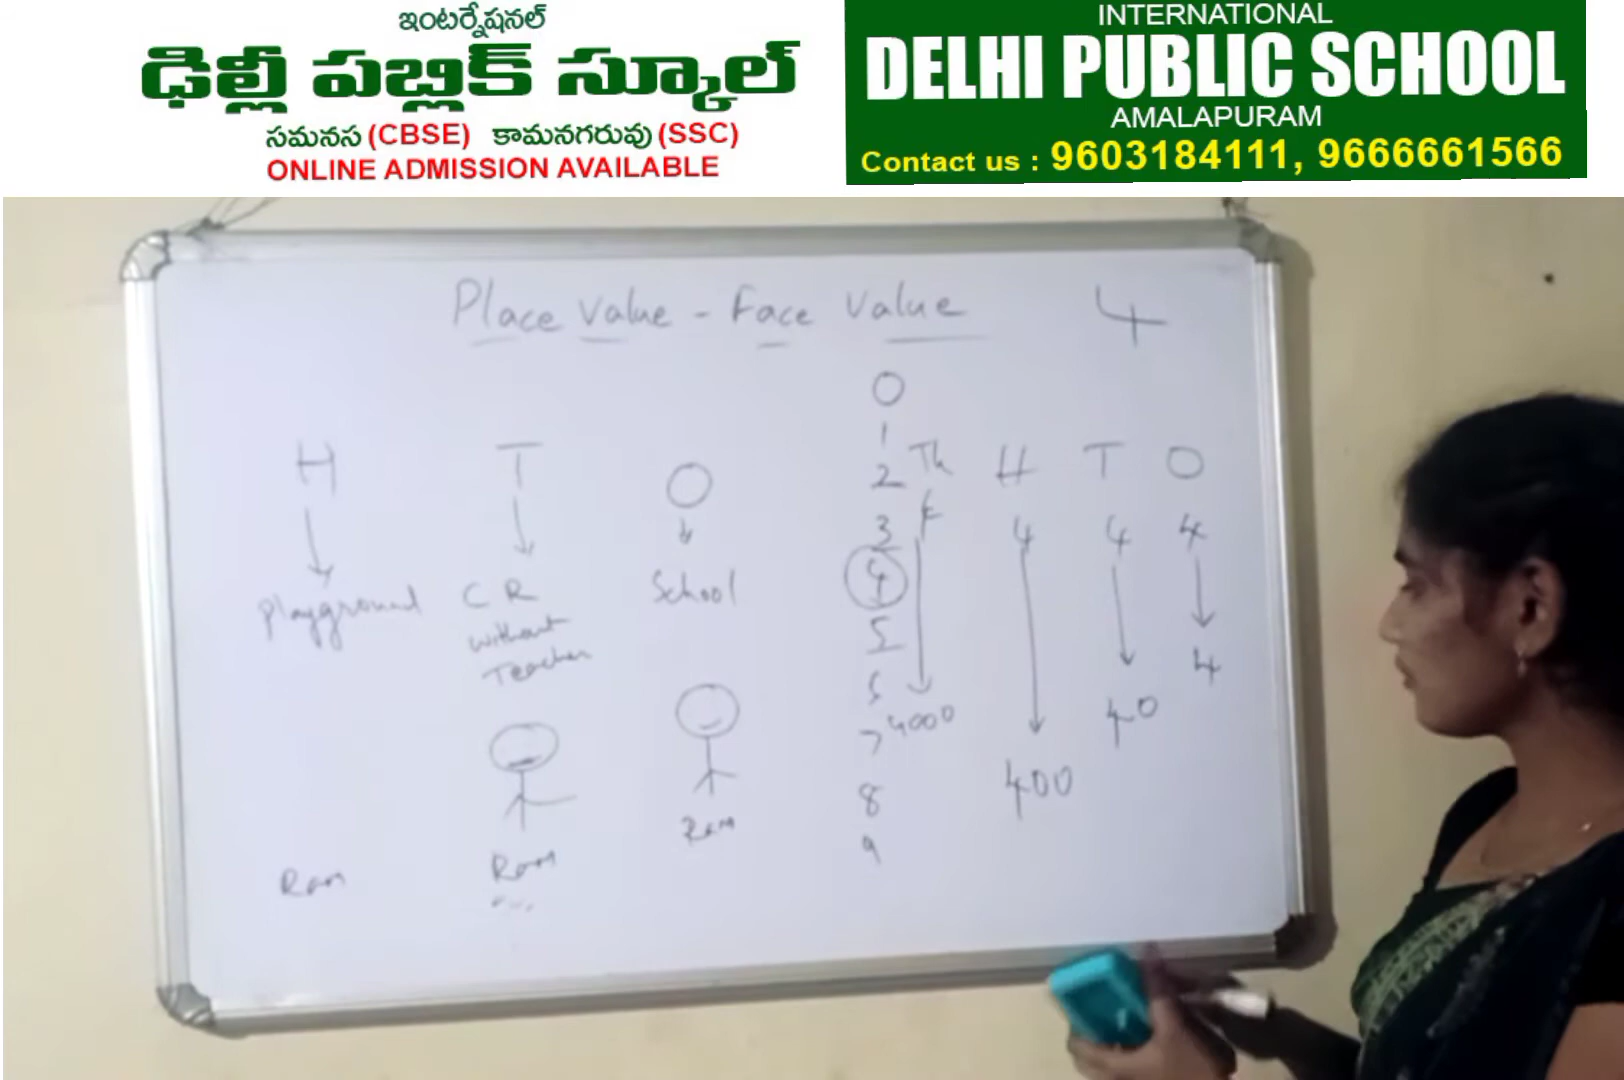 ఇంటర్నేషనల్
ఢిల్లీ పబ్లిక్ స్కూల్
సమనస (CBSE) కామనగరువు (SSC)
ONLINE ADMISSION AVAILABLE
INTERNATIONAL
DELHI PUBLIC SCHOOL
AMALAPURAM
Contact us : 9603184111, 9666661566
Place Value - Face Value
4
H T O
Playground
C R
without
Teacher
School
Ram
Ram
Ram
0
1
2
3
4
5
6
7
8
9
Th H T O
4 4 4
4000
400
40
4